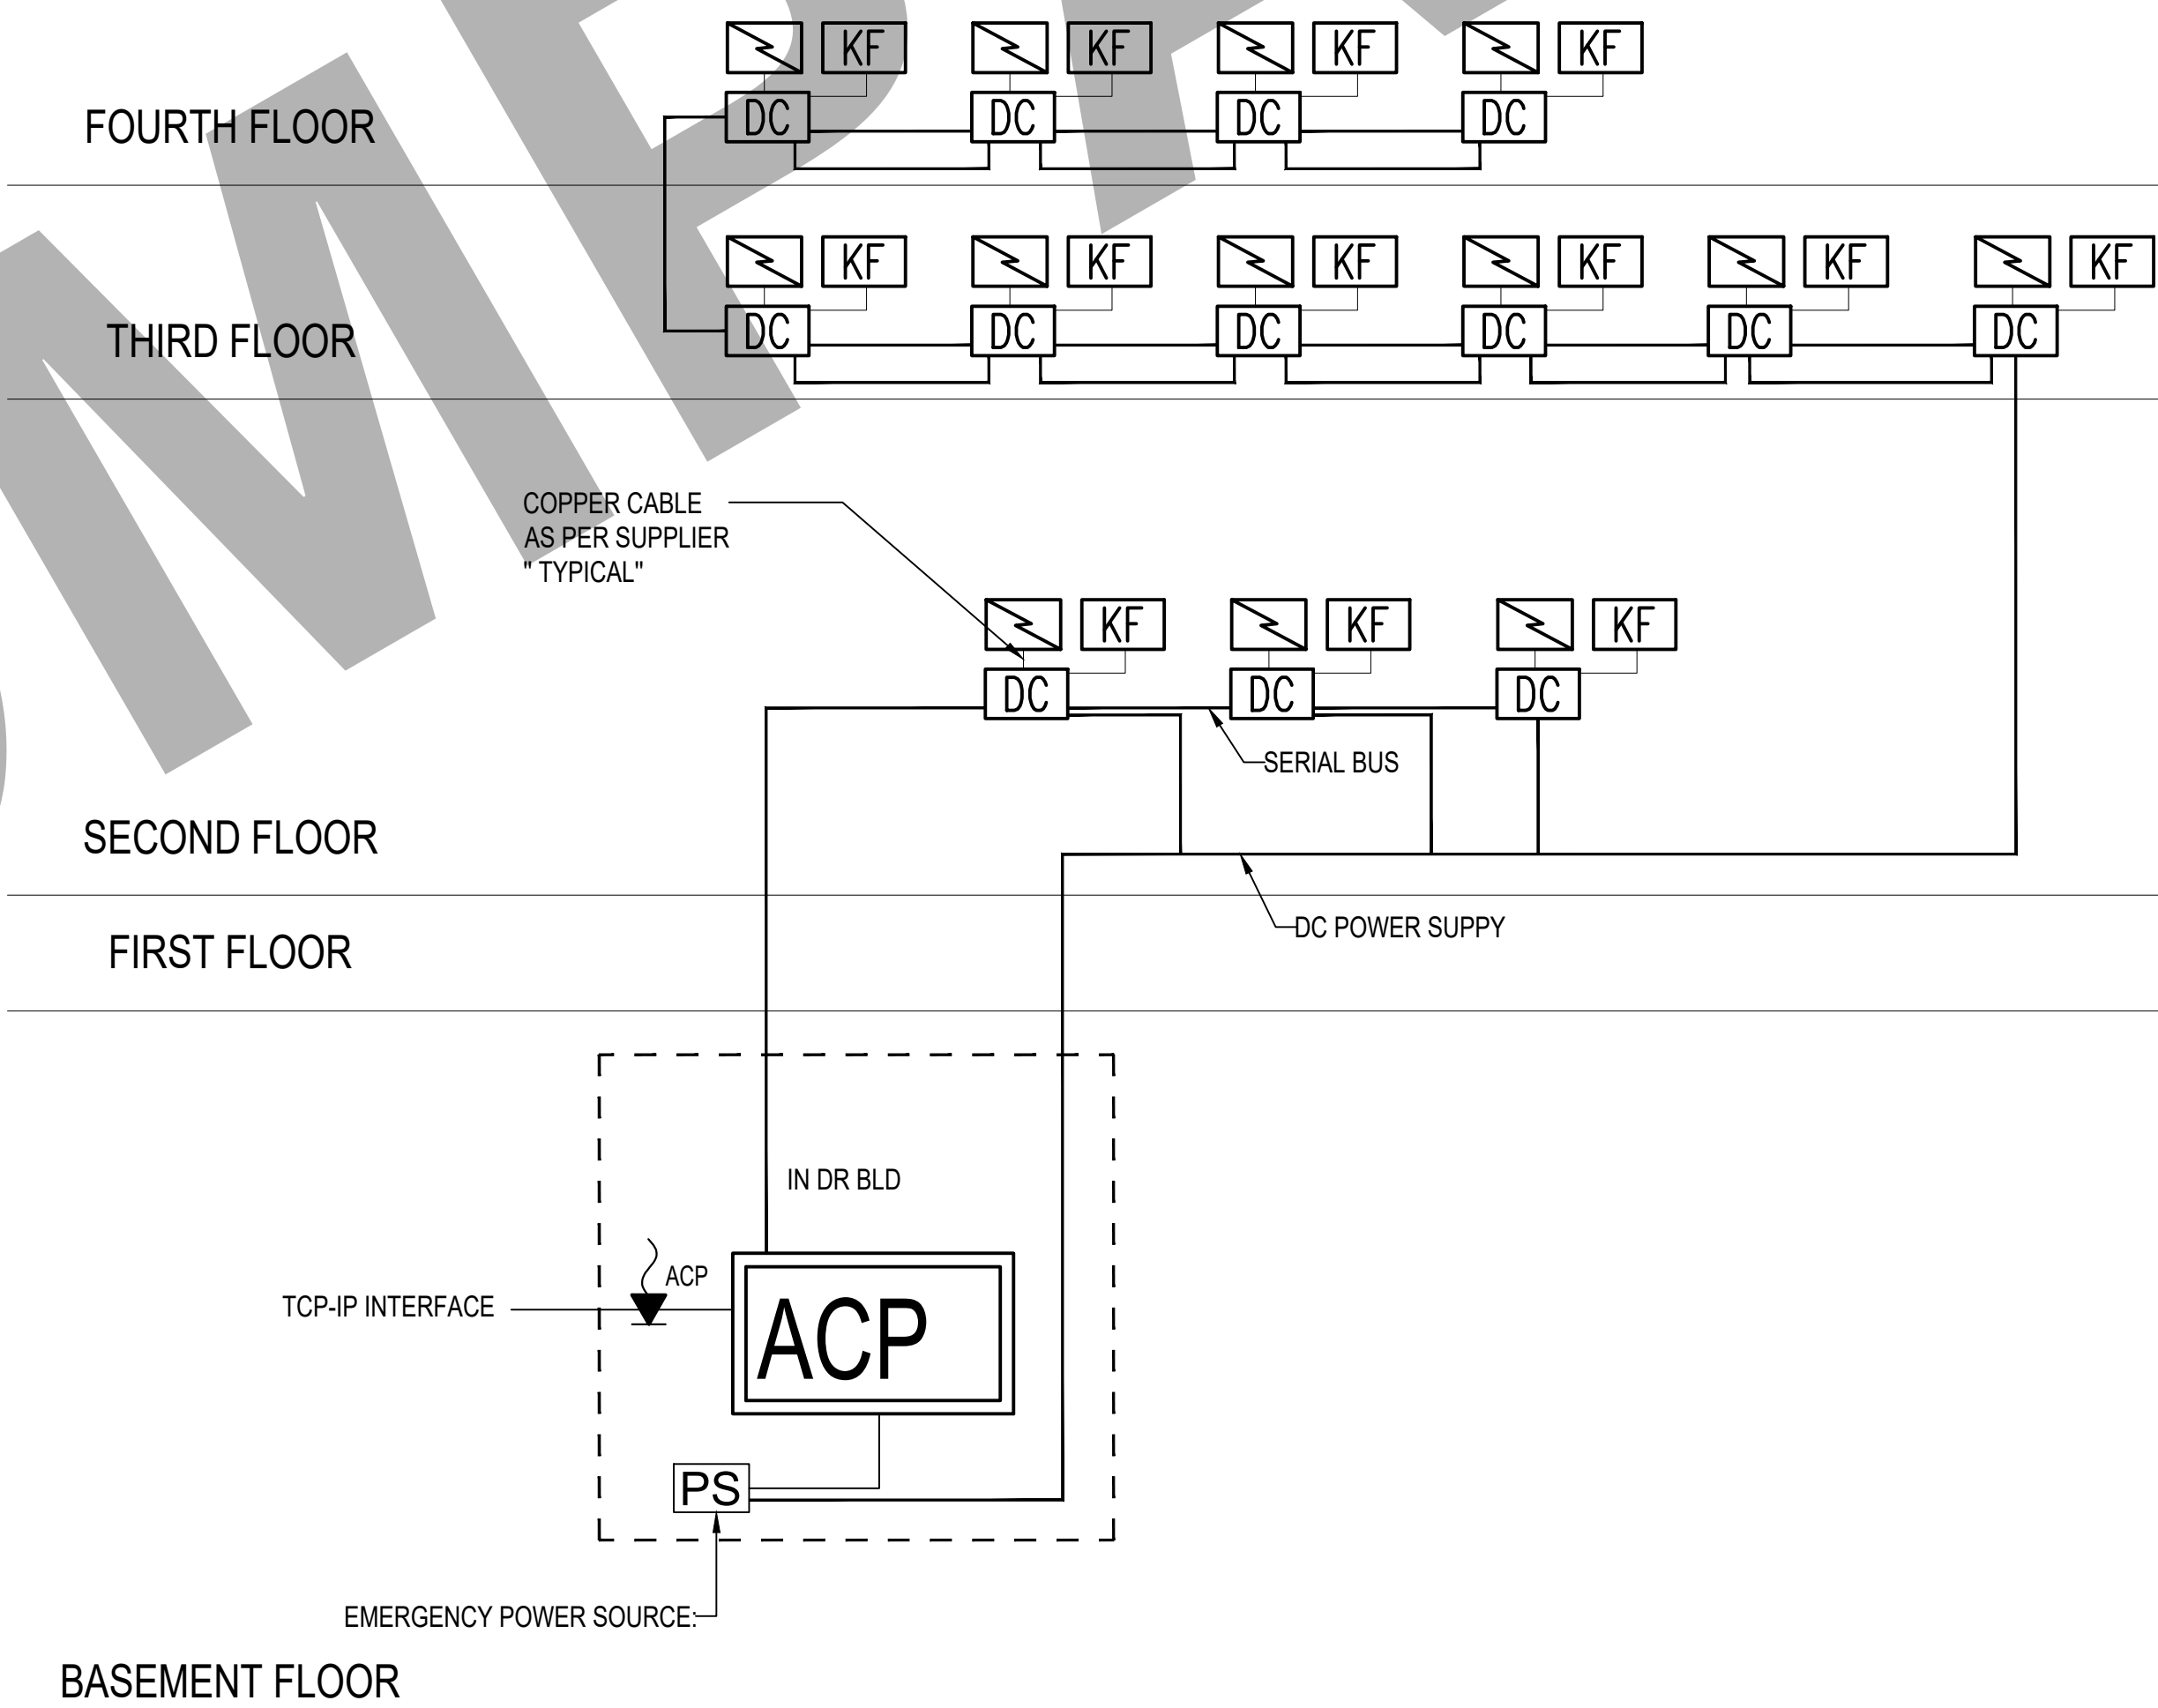 KF KF KF KF
DC DC DC DC
FOURTH FLOOR
KF KF KF KF KF KF
DC DC DC DC DC DC
THIRD FLOOR
COPPER CABLE
AS PER SUPPLIER
" TYPICAL"
KF KF KF
DC DC DC
SERIAL BUS
SECOND FLOOR
DC POWER SUPPY
FIRST FLOOR
IN DR BLD
ACP
TCP-IP INTERFACE
ACP
PS
EMERGENCY POWER SOURCE:
BASEMENT FLOOR